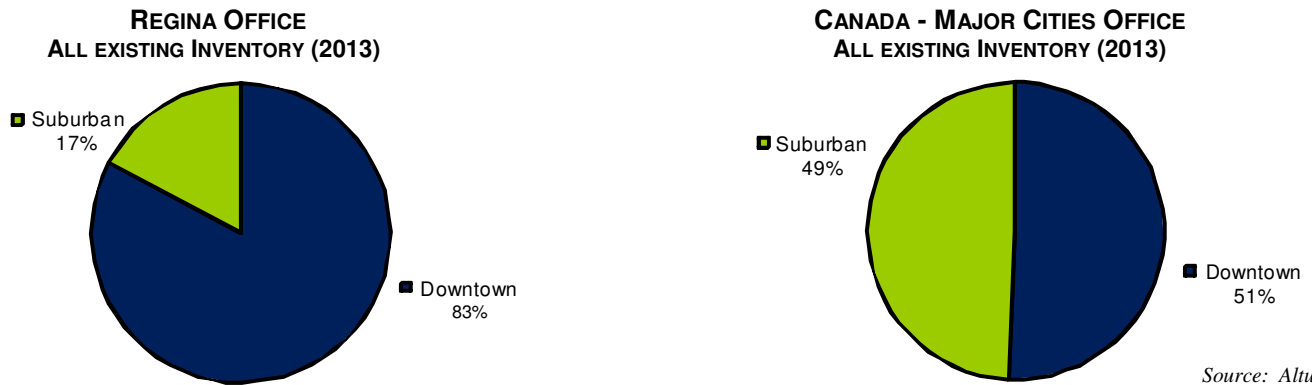 REGINA OFFICE
ALL EXISTING INVENTORY (2013)
Suburban
17%
Downtown
83%
CANADA - MAJOR CITIES OFFICE
ALL EXISTING INVENTORY (2013)
Suburban
49%
Downtown
51%
Source: Altu